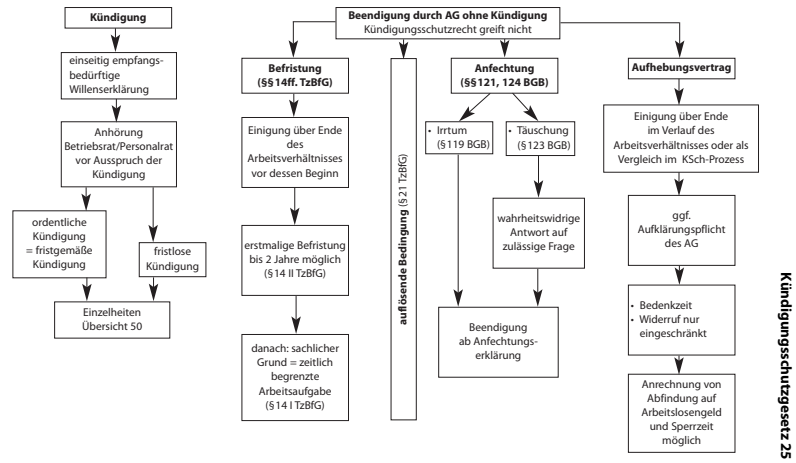 Kündigung
einseitig empfangs-
bedürftige
Willenserklärung
Anhörung
Betriebsrat/Personalrat
vor Ausspruch der
Kündigung
ordentliche
Kündigung
= fristgemäße
Kündigung
fristlose
Kündigung
Einzelheiten
Übersicht 50
Beendigung durch AG ohne Kündigung
Kündigungsschutzrecht greift nicht
Befristung
(§§ 14ff. TzBfG)
Einigung über Ende
des
Arbeitsverhältnisses
vor dessen Beginn
erstmalige Befristung
bis 2 Jahre möglich
(§ 14 II TzBfG)
danach: sachlicher
Grund = zeitlich
begrenzte
Arbeitsaufgabe
(§ 14 I TzBfG)
auflösende Bedingung (§ 21 TzBfG)
Anfechtung
(§§ 121, 124 BGB)
• Irrtum
(§ 119 BGB)
• Täuschung
(§ 123 BGB)
wahrheitswidrige
Antwort auf
zulässige Frage
Beendigung
ab Anfechtungs-
erklärung
Aufhebungsvertrag
Einigung über Ende
im Verlauf des
Arbeitsverhältnisses oder als
Vergleich im KSch-Prozess
ggf.
Aufklärungspflicht
des AG
• Bedenkzeit
• Widerruf nur
eingeschränkt
Anrechnung von
Abfindung auf
Arbeitslosengeld
und Sperrzeit
möglich
Kündigungsschutzgesetz 25